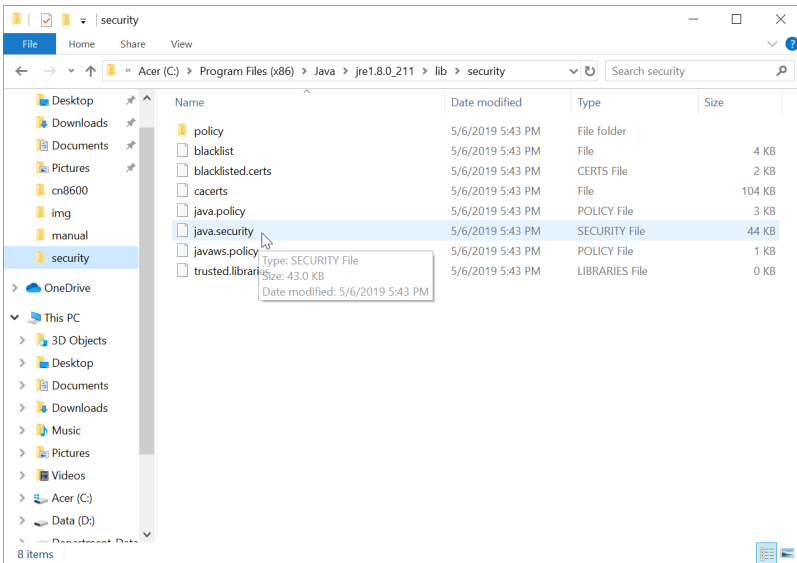 security
File Home Share View
« Acer (C:) > Program Files (x86) > Java > jre1.8.0_211 > lib > security
Search security
Desktop
Downloads
Documents
Pictures
cn8600
img
manual
security
OneDrive
This PC
3D Objects
Desktop
Documents
Downloads
Music
Pictures
Videos
Acer (C:)
Data (D:)
Name Date modified Type Size
policy 5/6/2019 5:43 PM File folder
blacklist 5/6/2019 5:43 PM File 4 KB
blacklisted.certs 5/6/2019 5:43 PM CERTS File 2 KB
cacerts 5/6/2019 5:43 PM File 104 KB
java.policy 5/6/2019 5:43 PM POLICY File 3 KB
java.security 5/6/2019 5:43 PM SECURITY File 44 KB
javaws.policy 5/6/2019 5:43 PM POLICY File 1 KB
trusted.libraries 5/6/2019 5:43 PM LIBRARIES File 0 KB
Type: SECURITY File
Size: 43.0 KB
Date modified: 5/6/2019 5:43 PM
8 items